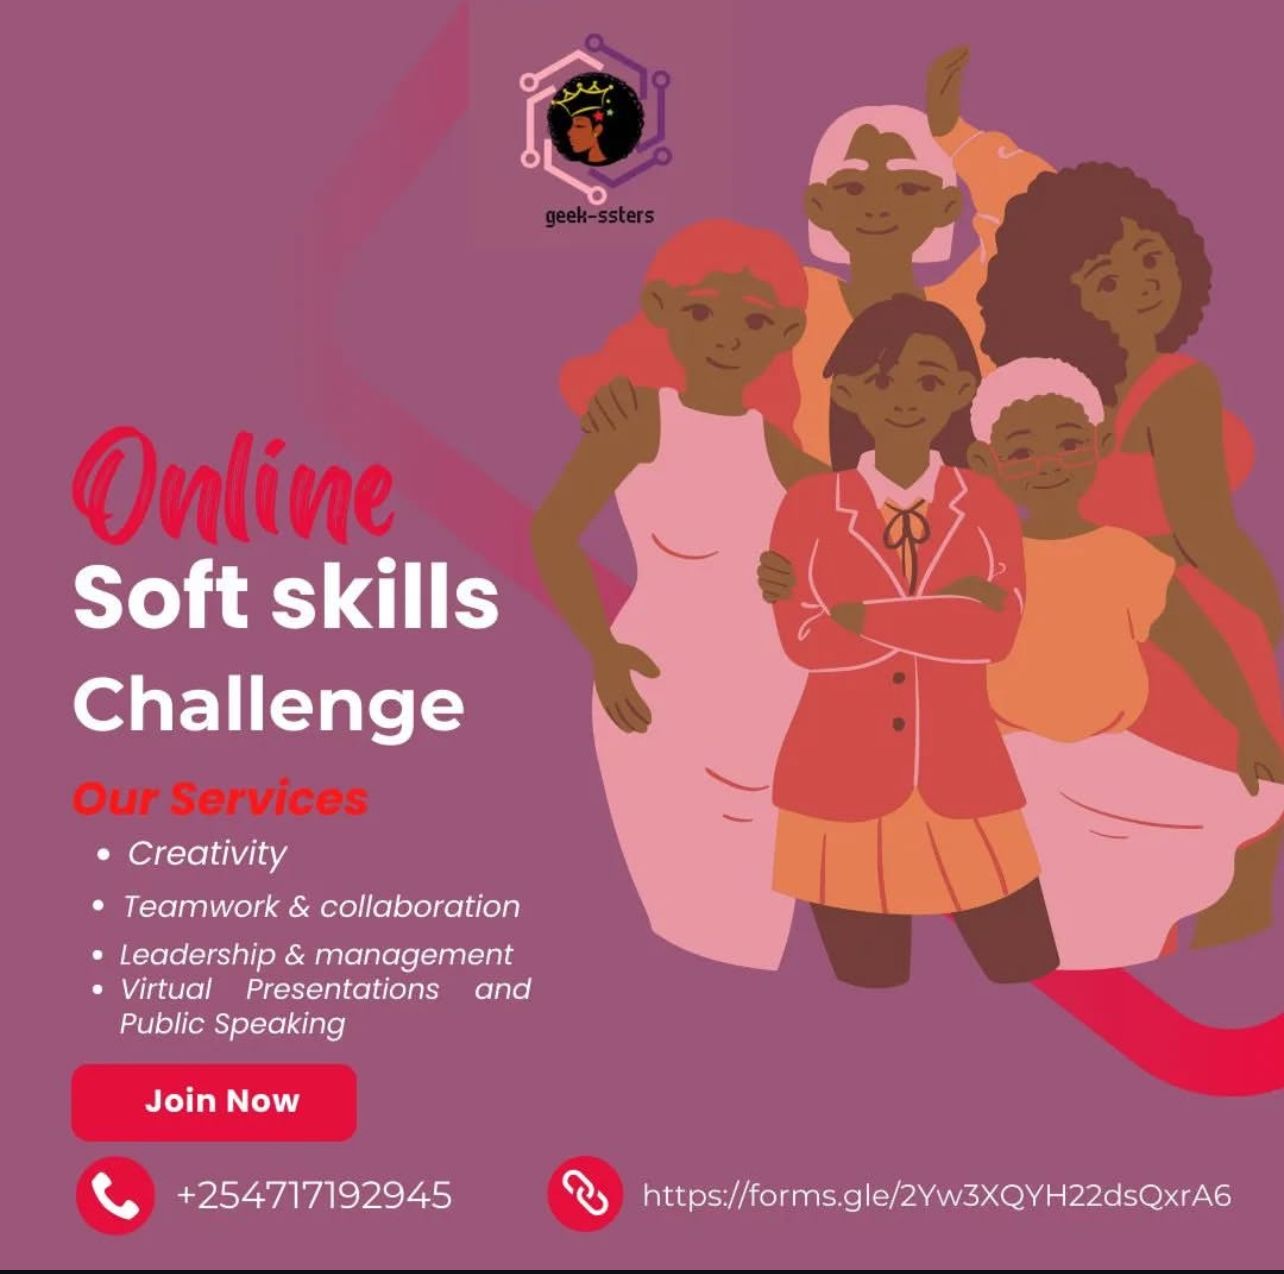 geek-ssters
Online
Soft skills
Challenge
Our Services
• Creativity
• Teamwork & collaboration
• Leadership & management
• Virtual Presentations and
Public Speaking
Join Now
+254717192945
https://forms.gle/2Yw3XQYH22dsQxrA6